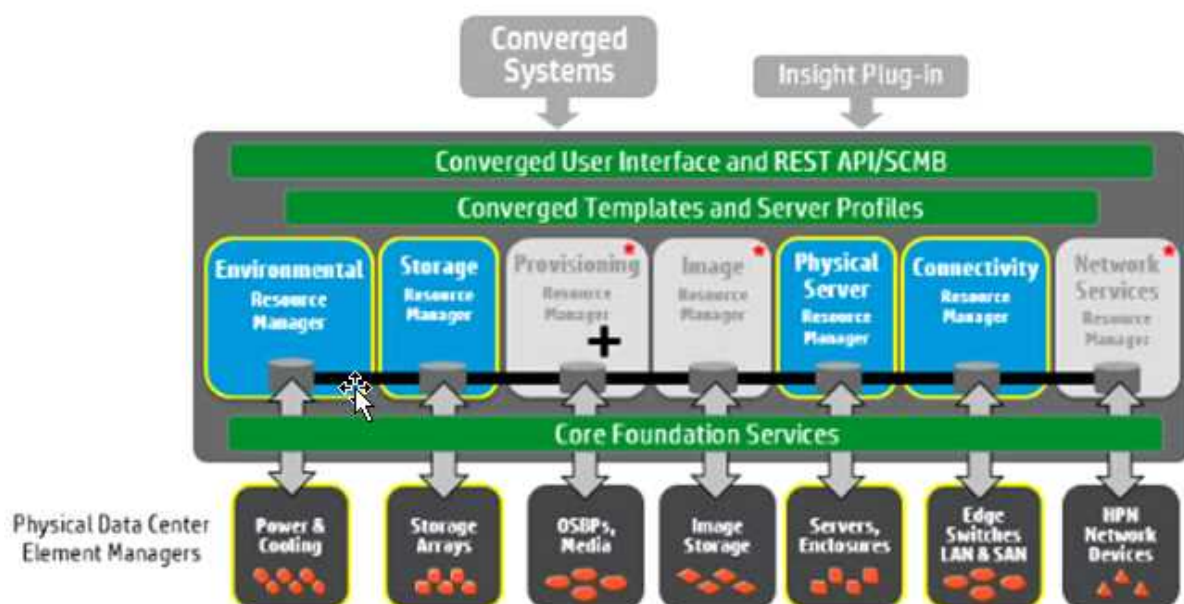 Converged
Systems
Insight Plug-in
Converged User Interface and REST API/SCMB
Converged Templates and Server Profiles
Environmental
Resource
Manager
Storage
Resource
Manager
Provisioning
Resource
Manager
Image
Resource
Manager
Physical
Server
Resource
Manager
Connectivity
Resource
Manager
Network
Services
Resource
Manager
Core Foundation Services
Physical Data Center
Element Managers
Power &
Cooling
Storage
Arrays
OSBPs,
Media
Image
Storage
Servers,
Enclosures
Edge
Switches
LAN & SAN
HPN
Network
Devices